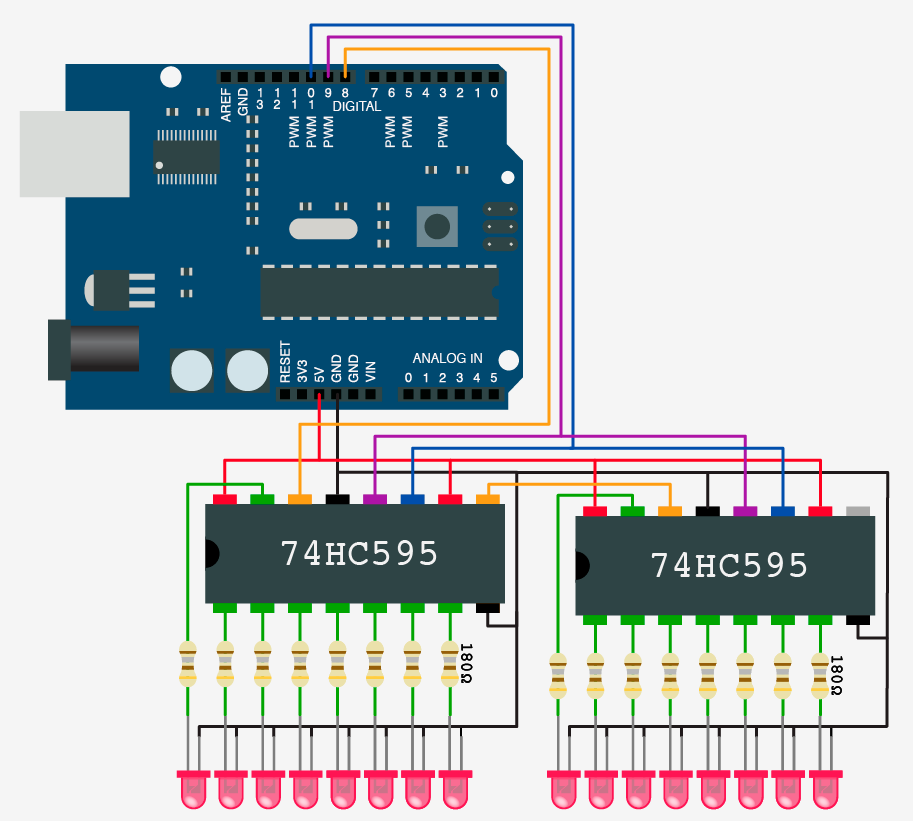 AREF
GND
13
12
11
10
9
8
7
6
5
4
3
2
1
0
DIGITAL
PWM
PWM
PWM
PWM
PWM
PWM
RESET
3V3
5V
GND
GND
VIN
ANALOG IN
0 1 2 3 4 5
74HC595
74HC595
180Ω
180Ω